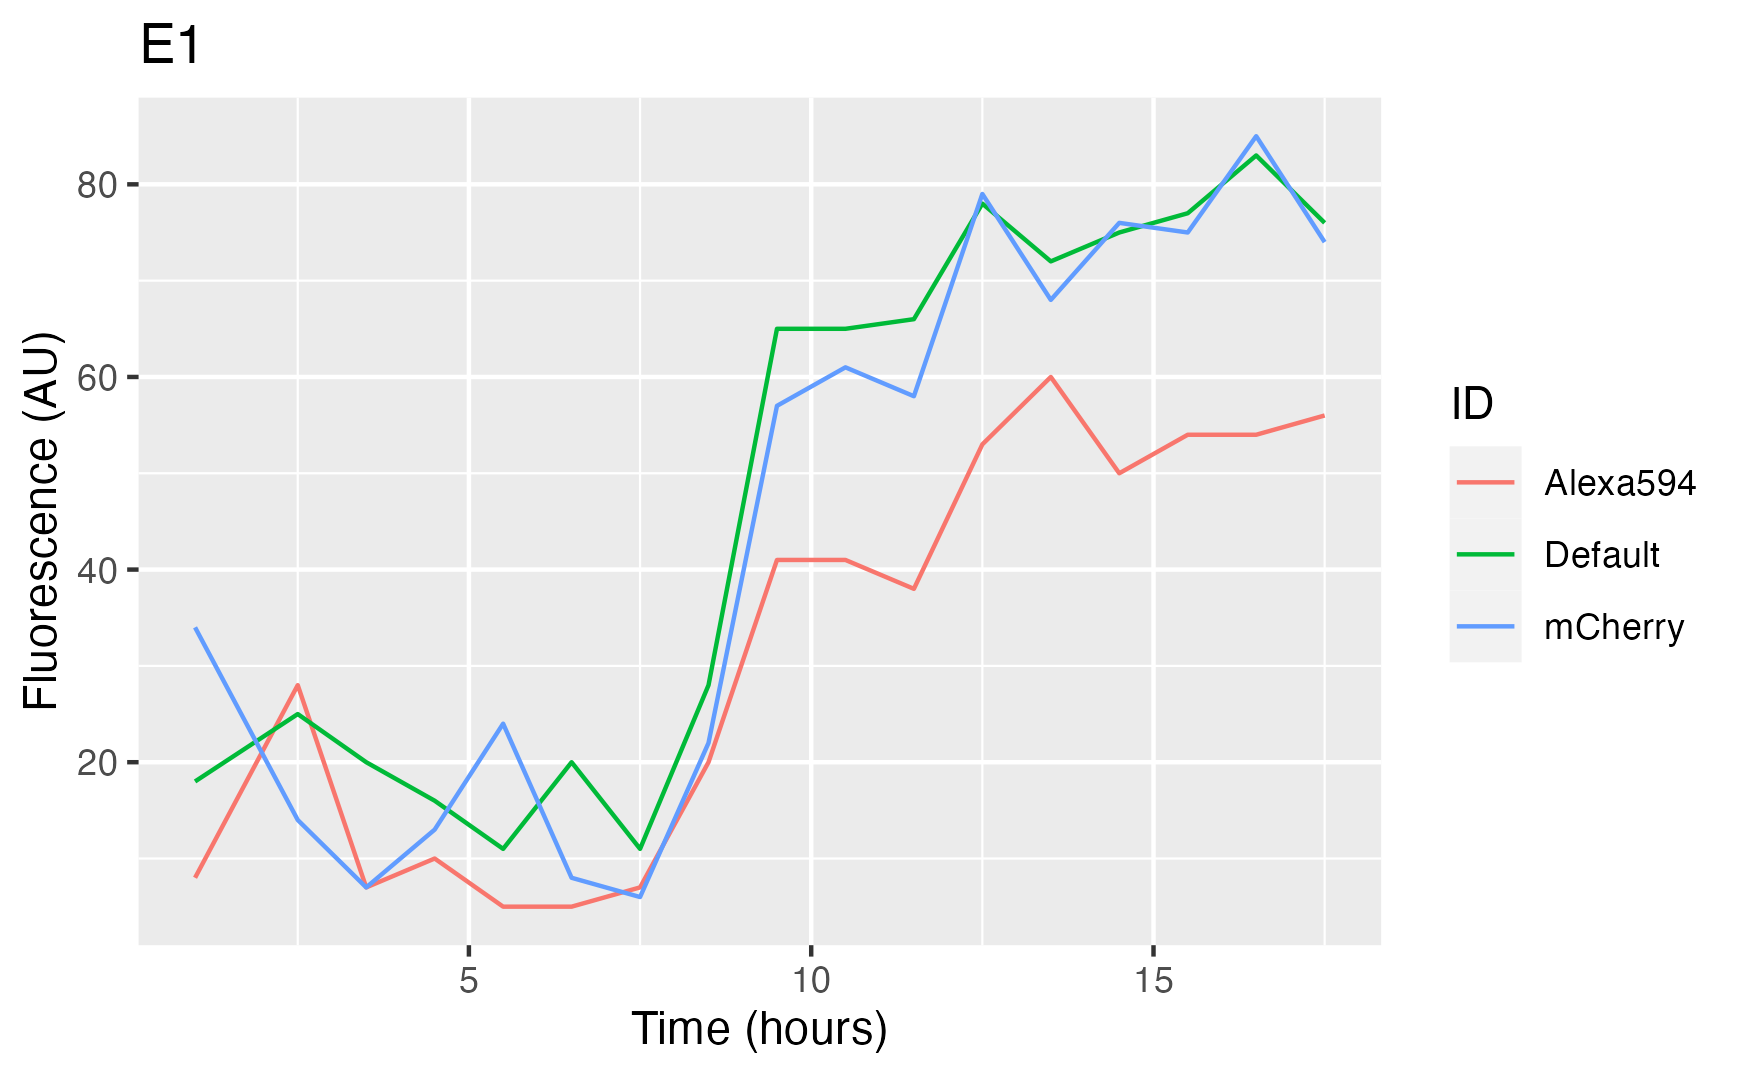 E1
Fluorescence (AU)
80
60
40
20
5 10 15
Time (hours)
ID
Alexa594
Default
mCherry